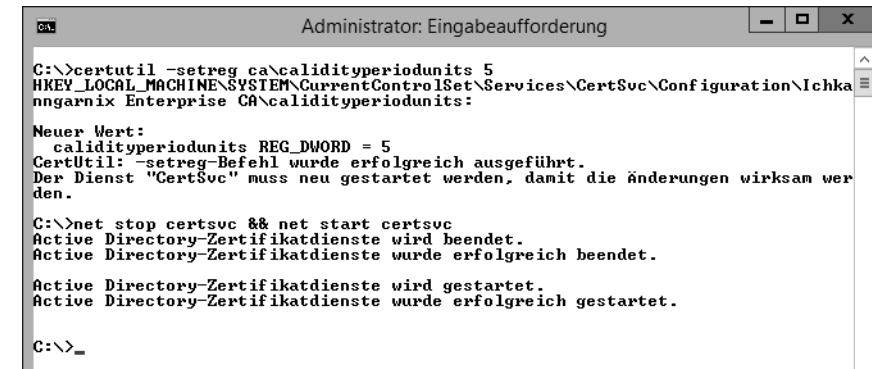 Administrator: Eingabeaufforderung
C:\>certutil -setreg ca\calidityperiodunits 5
HKEY_LOCAL_MACHINE\SYSTEM\CurrentControlSet\Services\CertSvc\Configuration\Ichka
nngarnix Enterprise CA\calidityperiodunits:
Neuer Wert:
calidityperiodunits REG_DWORD = 5
CertUtil: -setreg-Befehl wurde erfolgreich ausgeführt.
Der Dienst "CertSvc" muss neu gestartet werden, damit die Änderungen wirksam wer
den.
C:\>net stop certsvc && net start certsvc
Active Directory-Zertifikatdienste wird beendet.
Active Directory-Zertifikatdienste wurde erfolgreich beendet.
Active Directory-Zertifikatdienste wird gestartet.
Active Directory-Zertifikatdienste wurde erfolgreich gestartet.
C:\>_